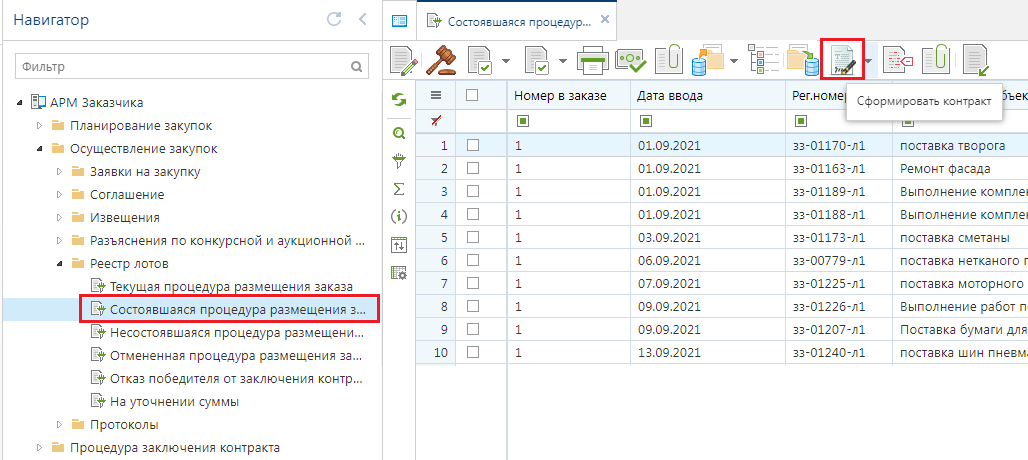 Навигатор
Состоявшаяся процедур...
Фильтр
АРМ Заказчика
Планирование закупок
Осуществление закупок
Заявки на закупку
Соглашение
Извещения
Разъяснения по конкурсной и аукционной ...
Реестр лотов
Текущая процедура размещения заказа
Состоявшаяся процедура размещения з...
Несостоявшаяся процедура размещени...
Отмененная процедура размещения за...
Отказ победителя от заключения контр...
На уточнении суммы
Протоколы
Процедура заключения контракта
Сформировать контракт
Номер в заказе Дата ввода Рег.номер
1 1 01.09.2021 зз-01170-л1 поставка творога
2 1 01.09.2021 зз-01163-л1 Ремонт фасада
3 1 01.09.2021 зз-01189-л1 Выполнение комплек
4 1 01.09.2021 зз-01188-л1 Выполнение комплек
5 1 03.09.2021 зз-01173-л1 поставка сметаны
6 1 06.09.2021 зз-00779-л1 поставка нетканого г
7 1 07.09.2021 зз-01225-л1 поставка моторного
8 1 09.09.2021 зз-01226-л1 Выполнение работ по
9 1 09.09.2021 зз-01207-л1 Поставка бумаги для
10 1 13.09.2021 зз-01240-л1 поставка шин пневма